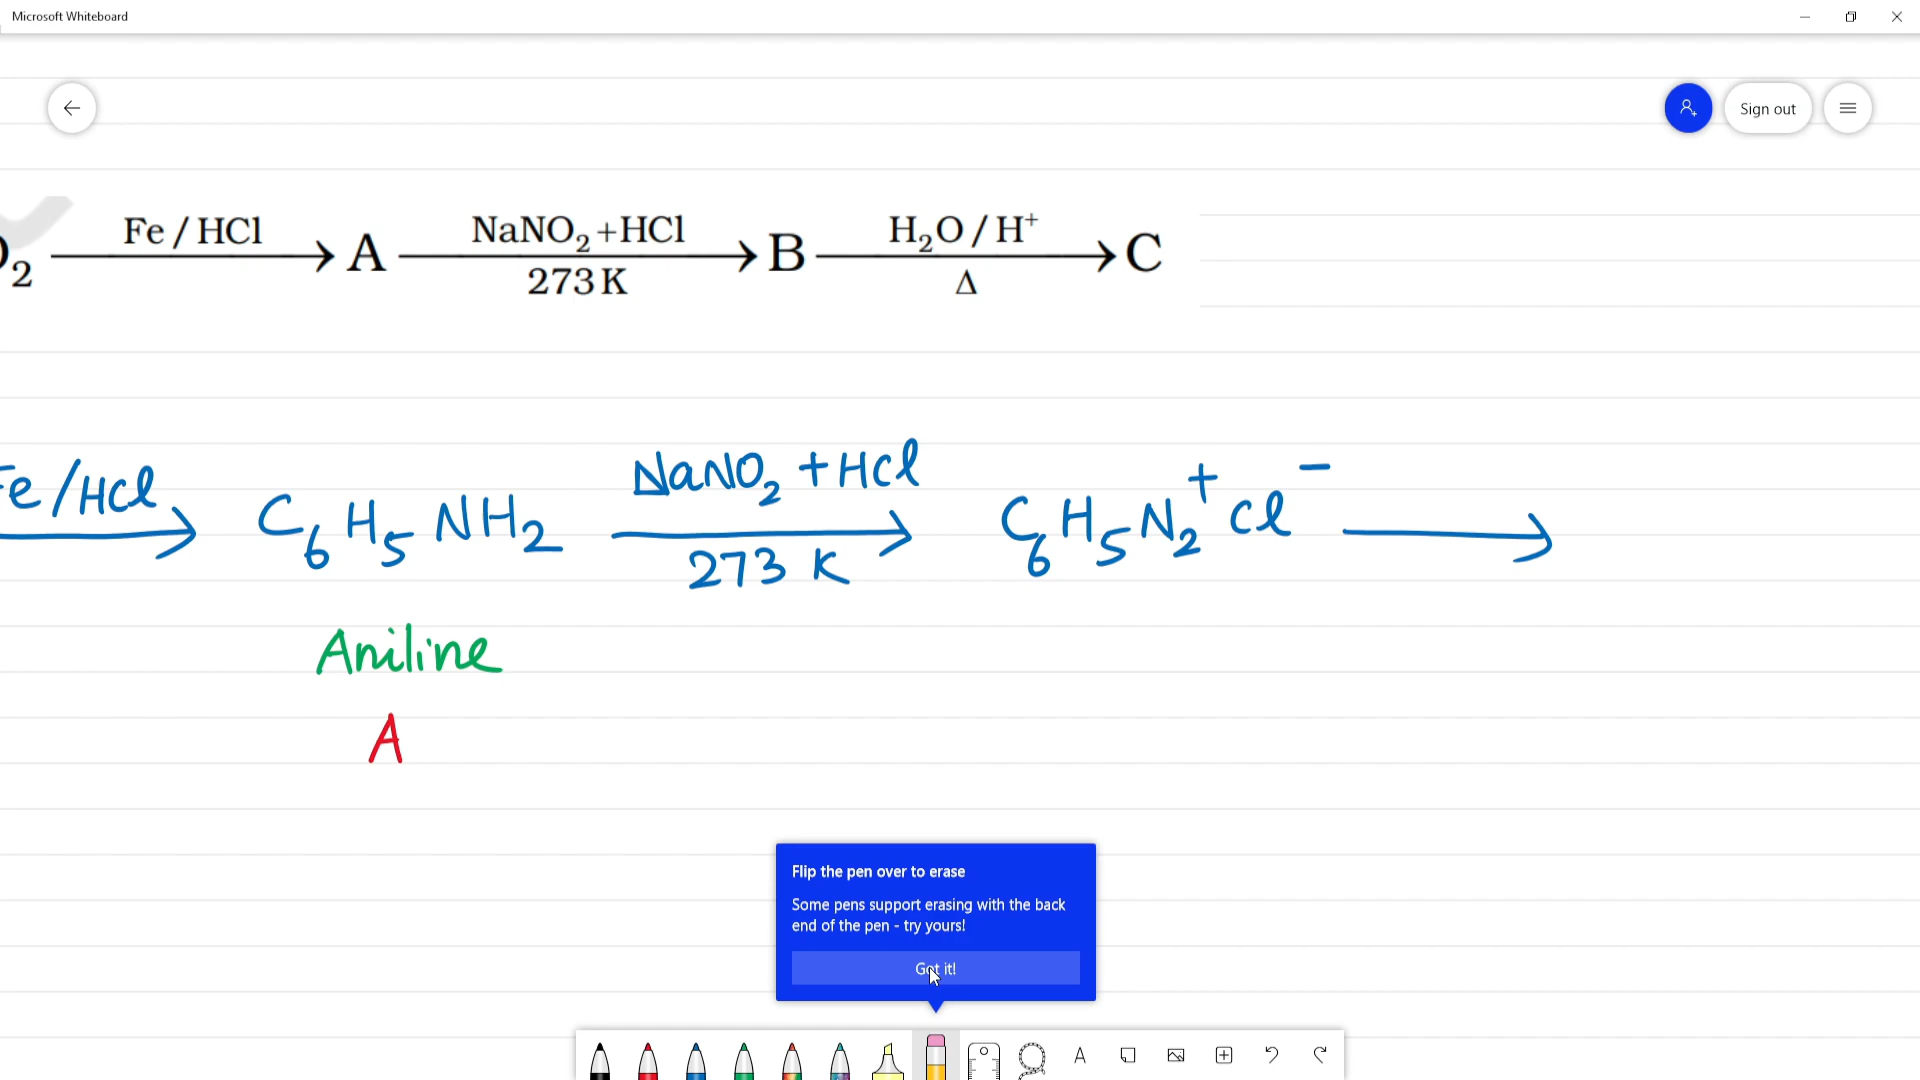 Microsoft Whiteboard
Sign out
O2 Fe / HCl → A NaNO2 +HCl 273 K → B H2O / H+ Δ → C
Fe /HCl → C6H5NH2 NaNO2 +HCl 273 K → C6H5N2+ Cl− →
Aniline
A
Flip the pen over to erase
Some pens support erasing with the back
end of the pen - try yours!
Got it!
A